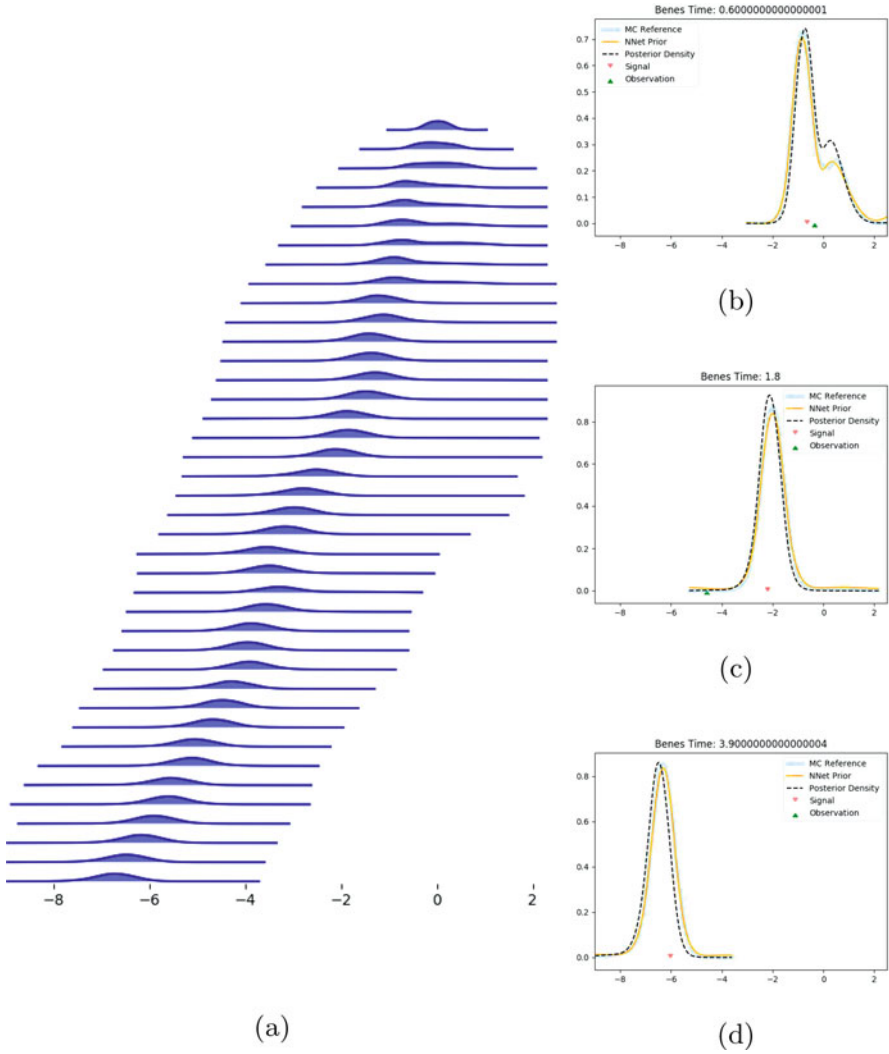 −8 −6 −4 −2 0 2
(a)
Benes Time: 0.6000000000000001
MC Reference
NNet Prior
Posterior Density
Signal
Observation
0.7
0.6
0.5
0.4
0.3
0.2
0.1
0.0
−8 −6 −4 −2 0 2
(b)
Benes Time: 1.8
MC Reference
NNet Prior
Posterior Density
Signal
Observation
0.8
0.6
0.4
0.2
0.0
−8 −6 −4 −2 0 2
(c)
Benes Time: 3.9000000000000004
MC Reference
NNet Prior
Posterior Density
Signal
Observation
0.8
0.6
0.4
0.2
0.0
−8 −6 −4 −2 0 2
(d)